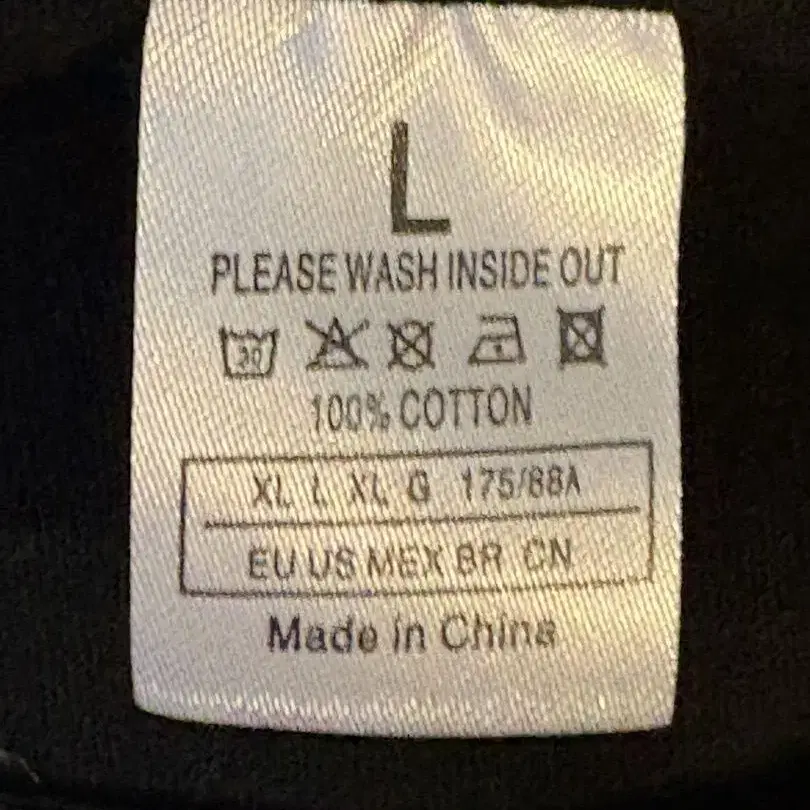 L
PLEASE WASH INSIDE OUT
30
100% COTTON
XL L XL G 175/88A
EU US MEX BR CN
Made in China